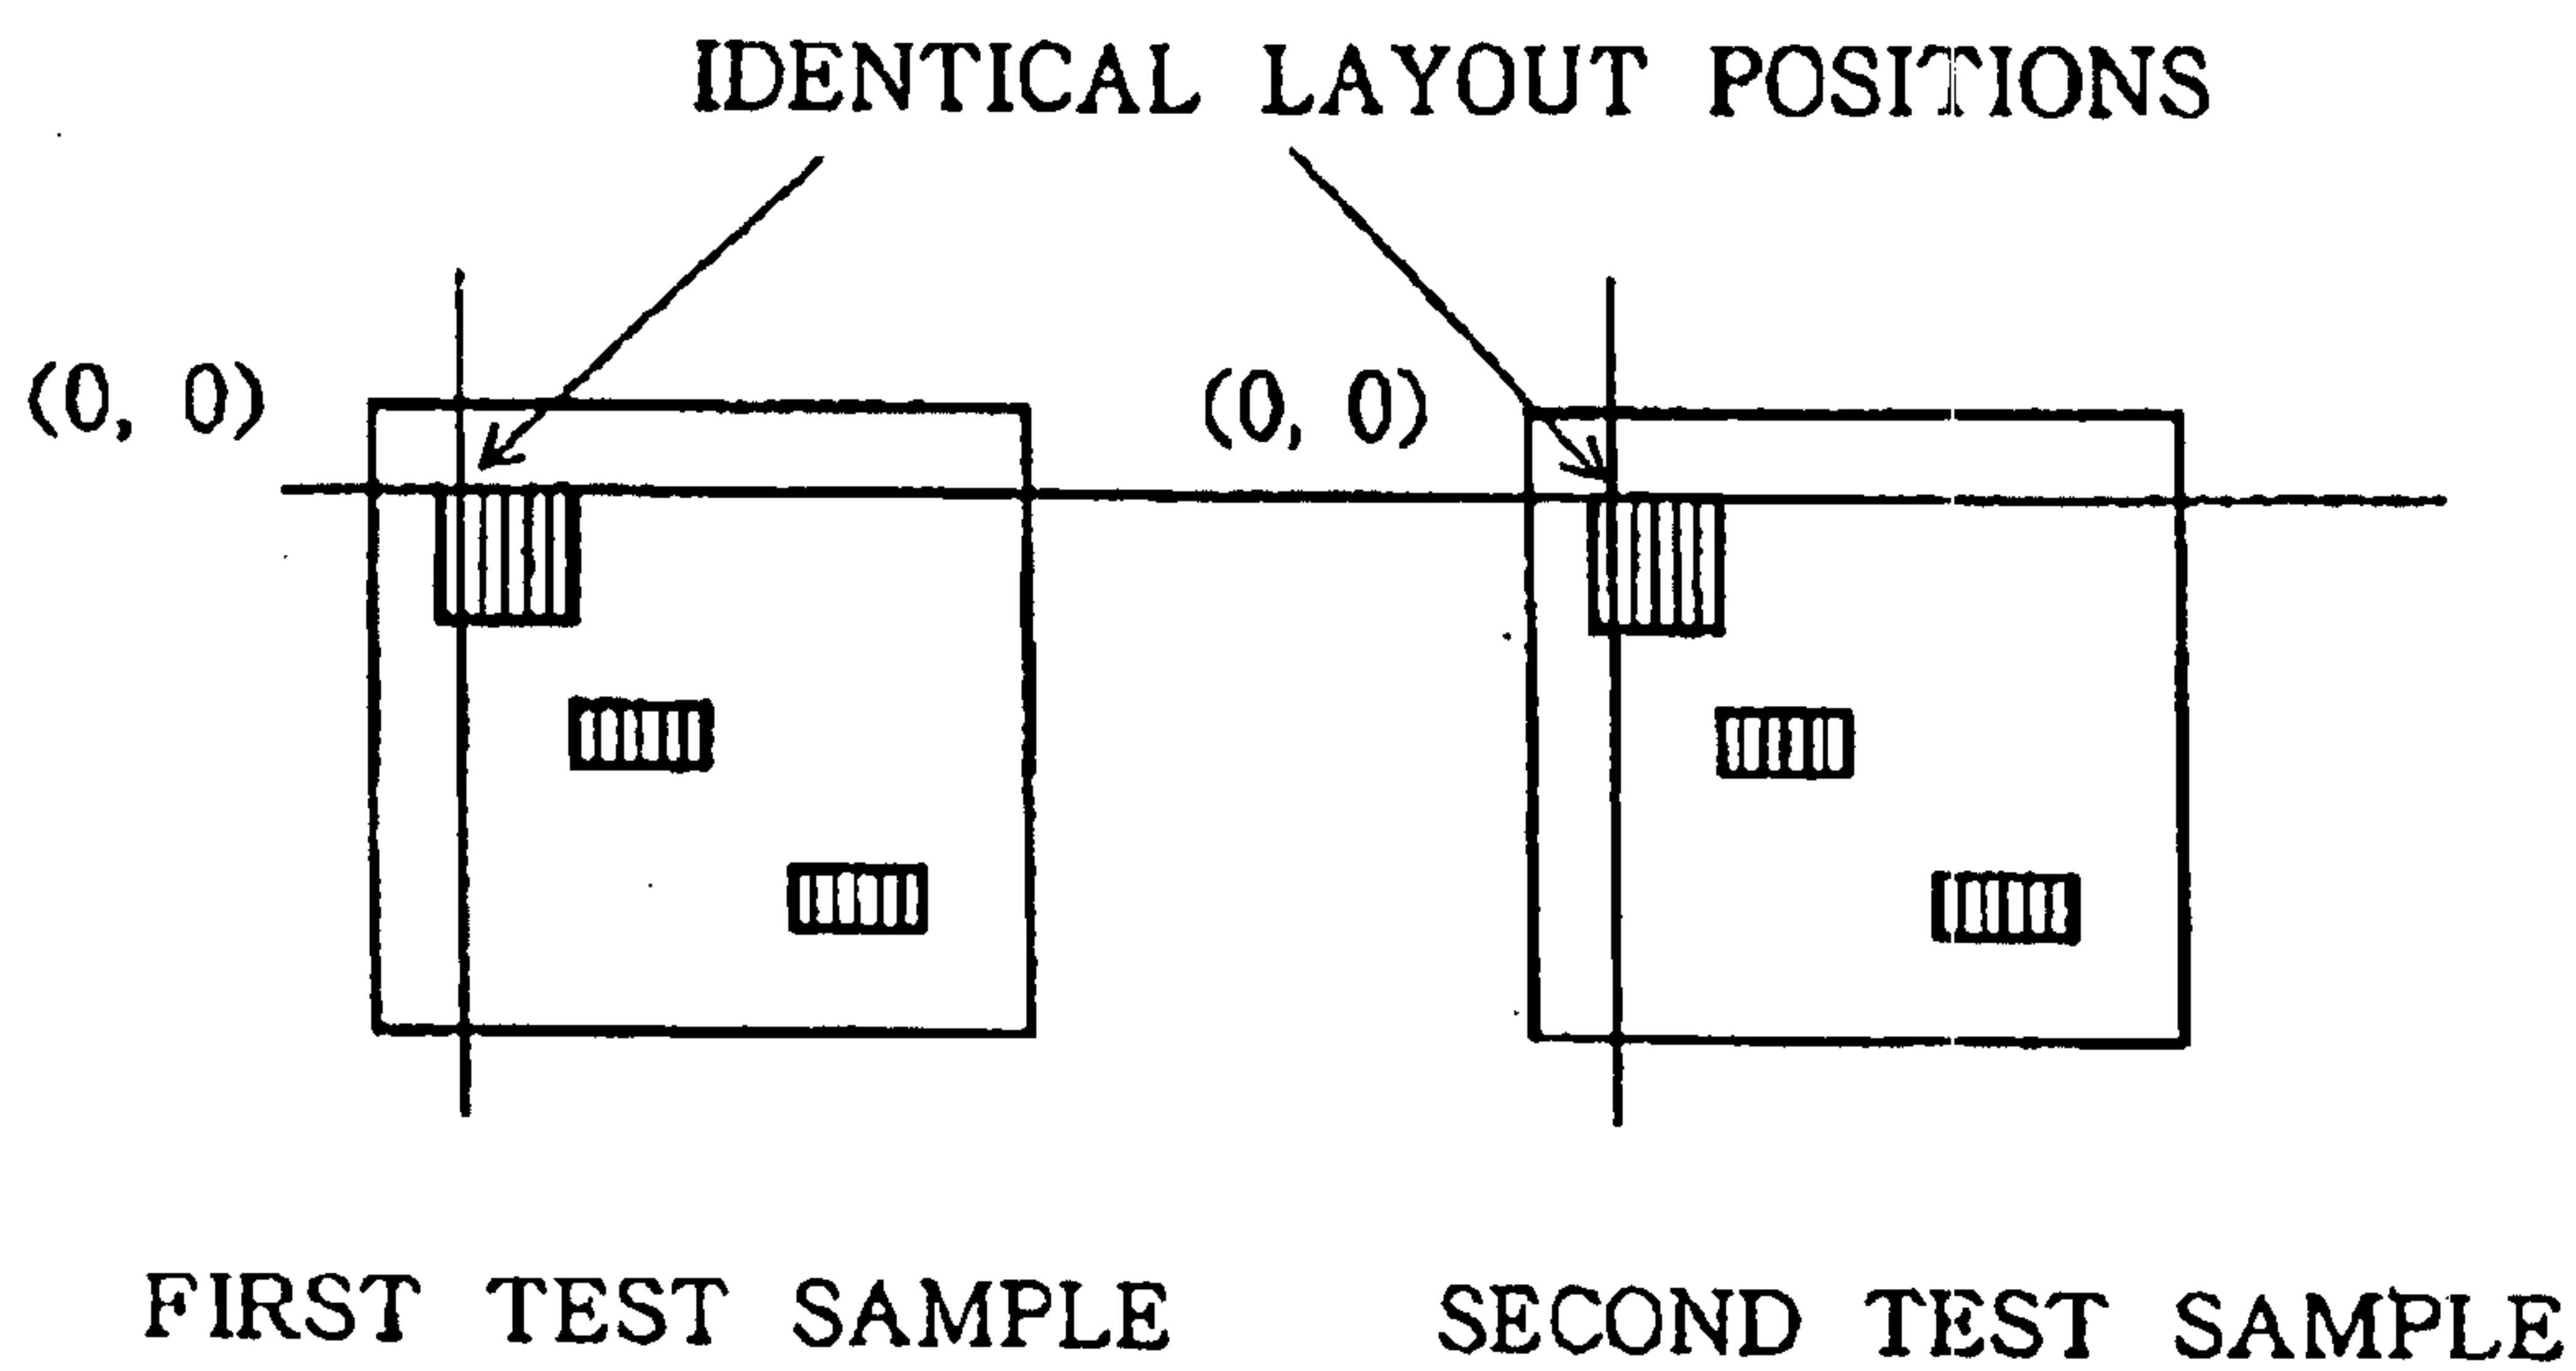 IDENTICAL LAYOUT POSITIONS
(0, 0)
(0, 0)
FIRST TEST SAMPLE
SECOND TEST SAMPLE